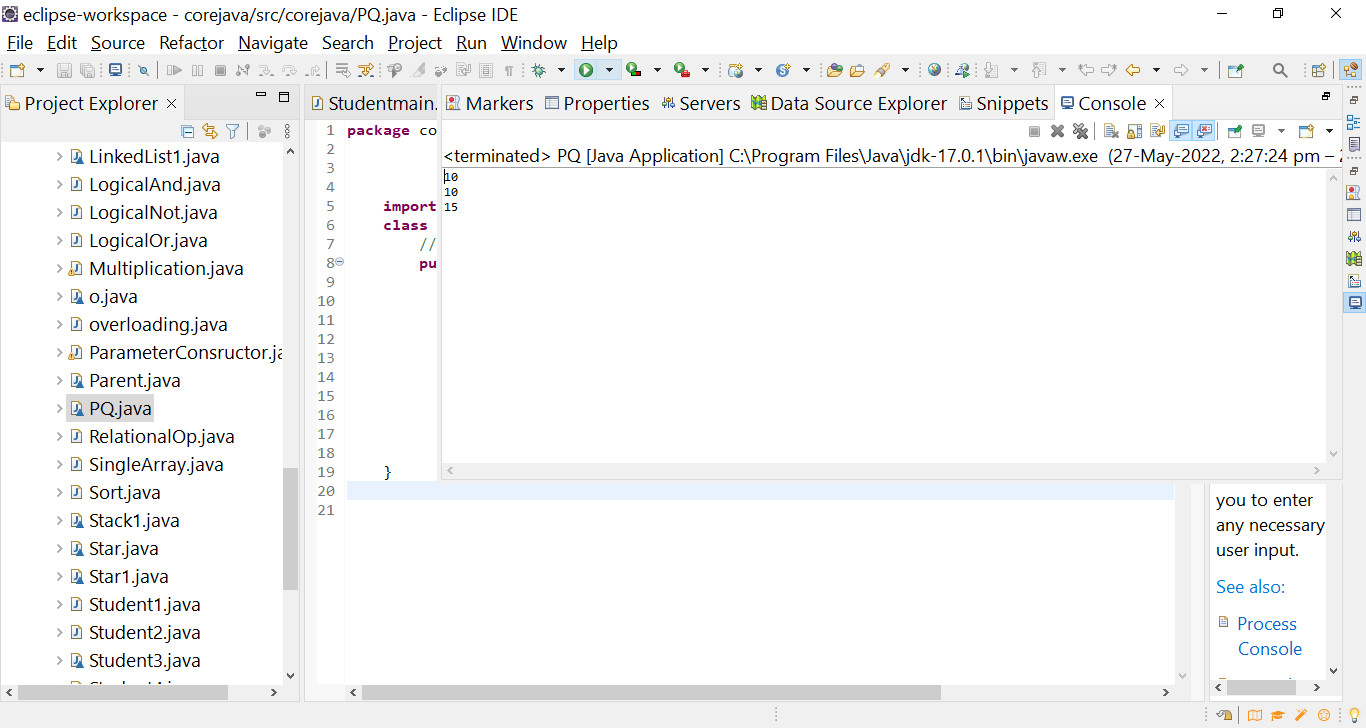 eclipse-workspace - corejava/src/corejava/PQ.java - Eclipse IDE
File Edit Source Refactor Navigate Search Project Run Window Help
Project Explorer
LinkedList1.java
LogicalAnd.java
LogicalNot.java
LogicalOr.java
Multiplication.java
o.java
overloading.java
ParameterConsructor.ja
Parent.java
PQ.java
RelationalOp.java
SingleArray.java
Sort.java
Stack1.java
Star.java
Star1.java
Student1.java
Student2.java
Student3.java
Studentmain.
1 package co
2
3
4
5 import
6 class
7 //
8 pu
9
10
11
12
13
14
15
16
17
18
19 }
20
21
Markers Properties Servers Data Source Explorer Snippets Console
<terminated> PQ [Java Application] C:\Program Files\Java\jdk-17.0.1\bin\javaw.exe (27-May-2022, 2:27:24 pm –
10
10
15
you to enter
any necessary
user input.
See also:
Process
Console